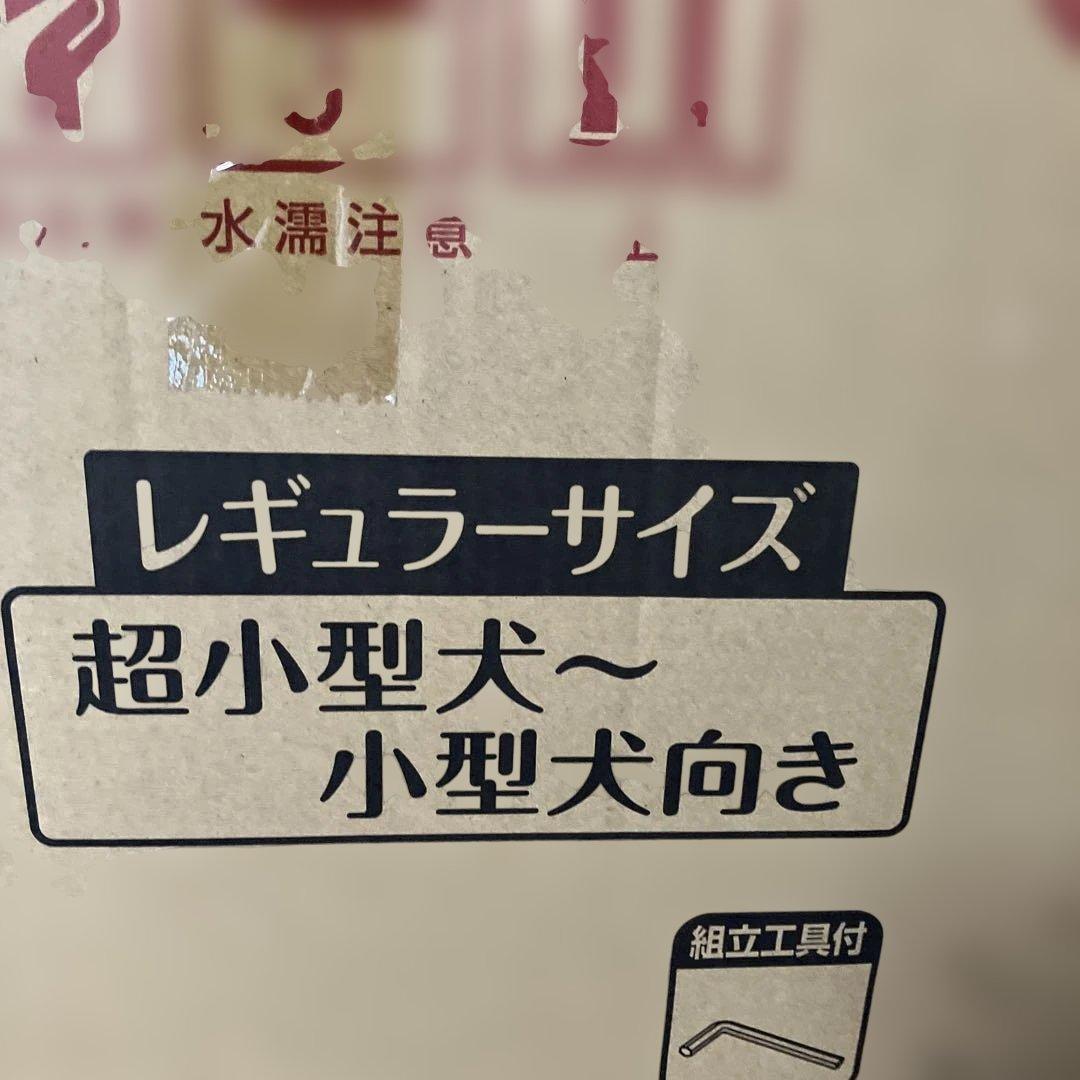 水濡注意
レギュラーサイズ
超小型犬〜
小型犬向き
組立工具付